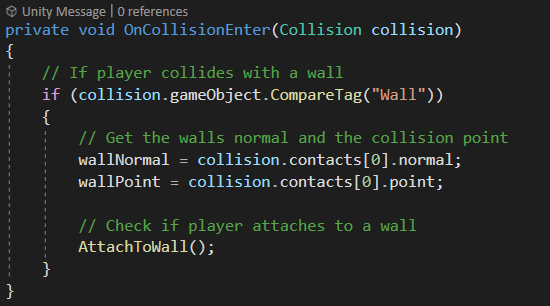 Unity Message | 0 references
private void OnCollisionEnter(Collision collision)
{
// If player collides with a wall
if (collision.gameObject.CompareTag("Wall"))
{
// Get the walls normal and the collision point
wallNormal = collision.contacts[0].normal;
wallPoint = collision.contacts[0].point;
// Check if player attaches to a wall
AttachToWall();
}
}